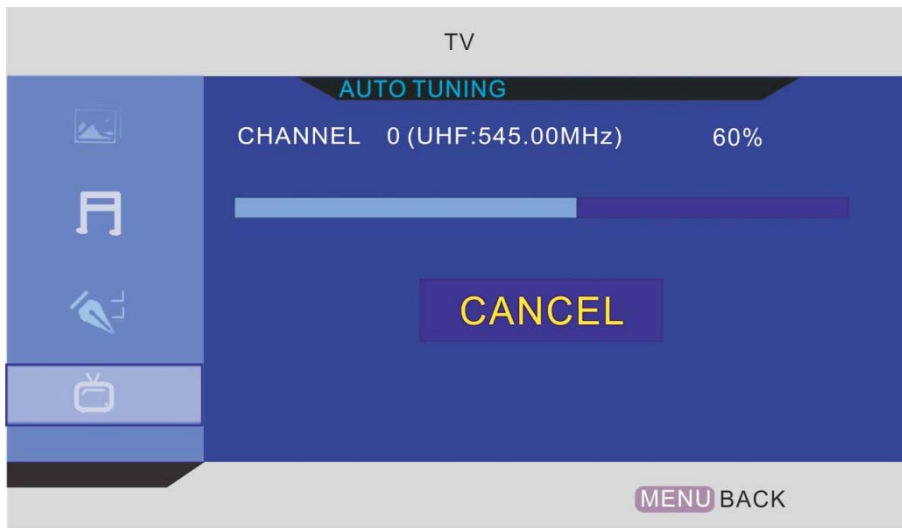 TV
AUTO TUNING
CHANNEL 0 (UHF:545.00MHz) 60%
CANCEL
MENU BACK